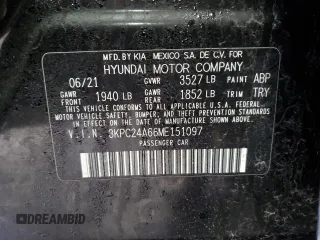 MFD. BY KIA MEXICO S.A. DE C.V. FOR
HYUNDAI MOTOR COMPANY
06/21 GVWR 3527 LB PAINT ABP
GAWR FRONT 1940 LB GAWR REAR 1852 LB TRIM TRY
THIS VEHICLE CONFORMS TO ALL APPLICABLE U.S. FEDERAL
MOTOR VEHICLE SAFETY, BUMPER, AND THEFT PREVENTION STANDARDS
IN EFFECT ON THE DATE OF MANUFACTURE SHOWN ABOVE.
V.I.N. 3KPC24A66ME151097
PASSENGER CAR
DREAMBID